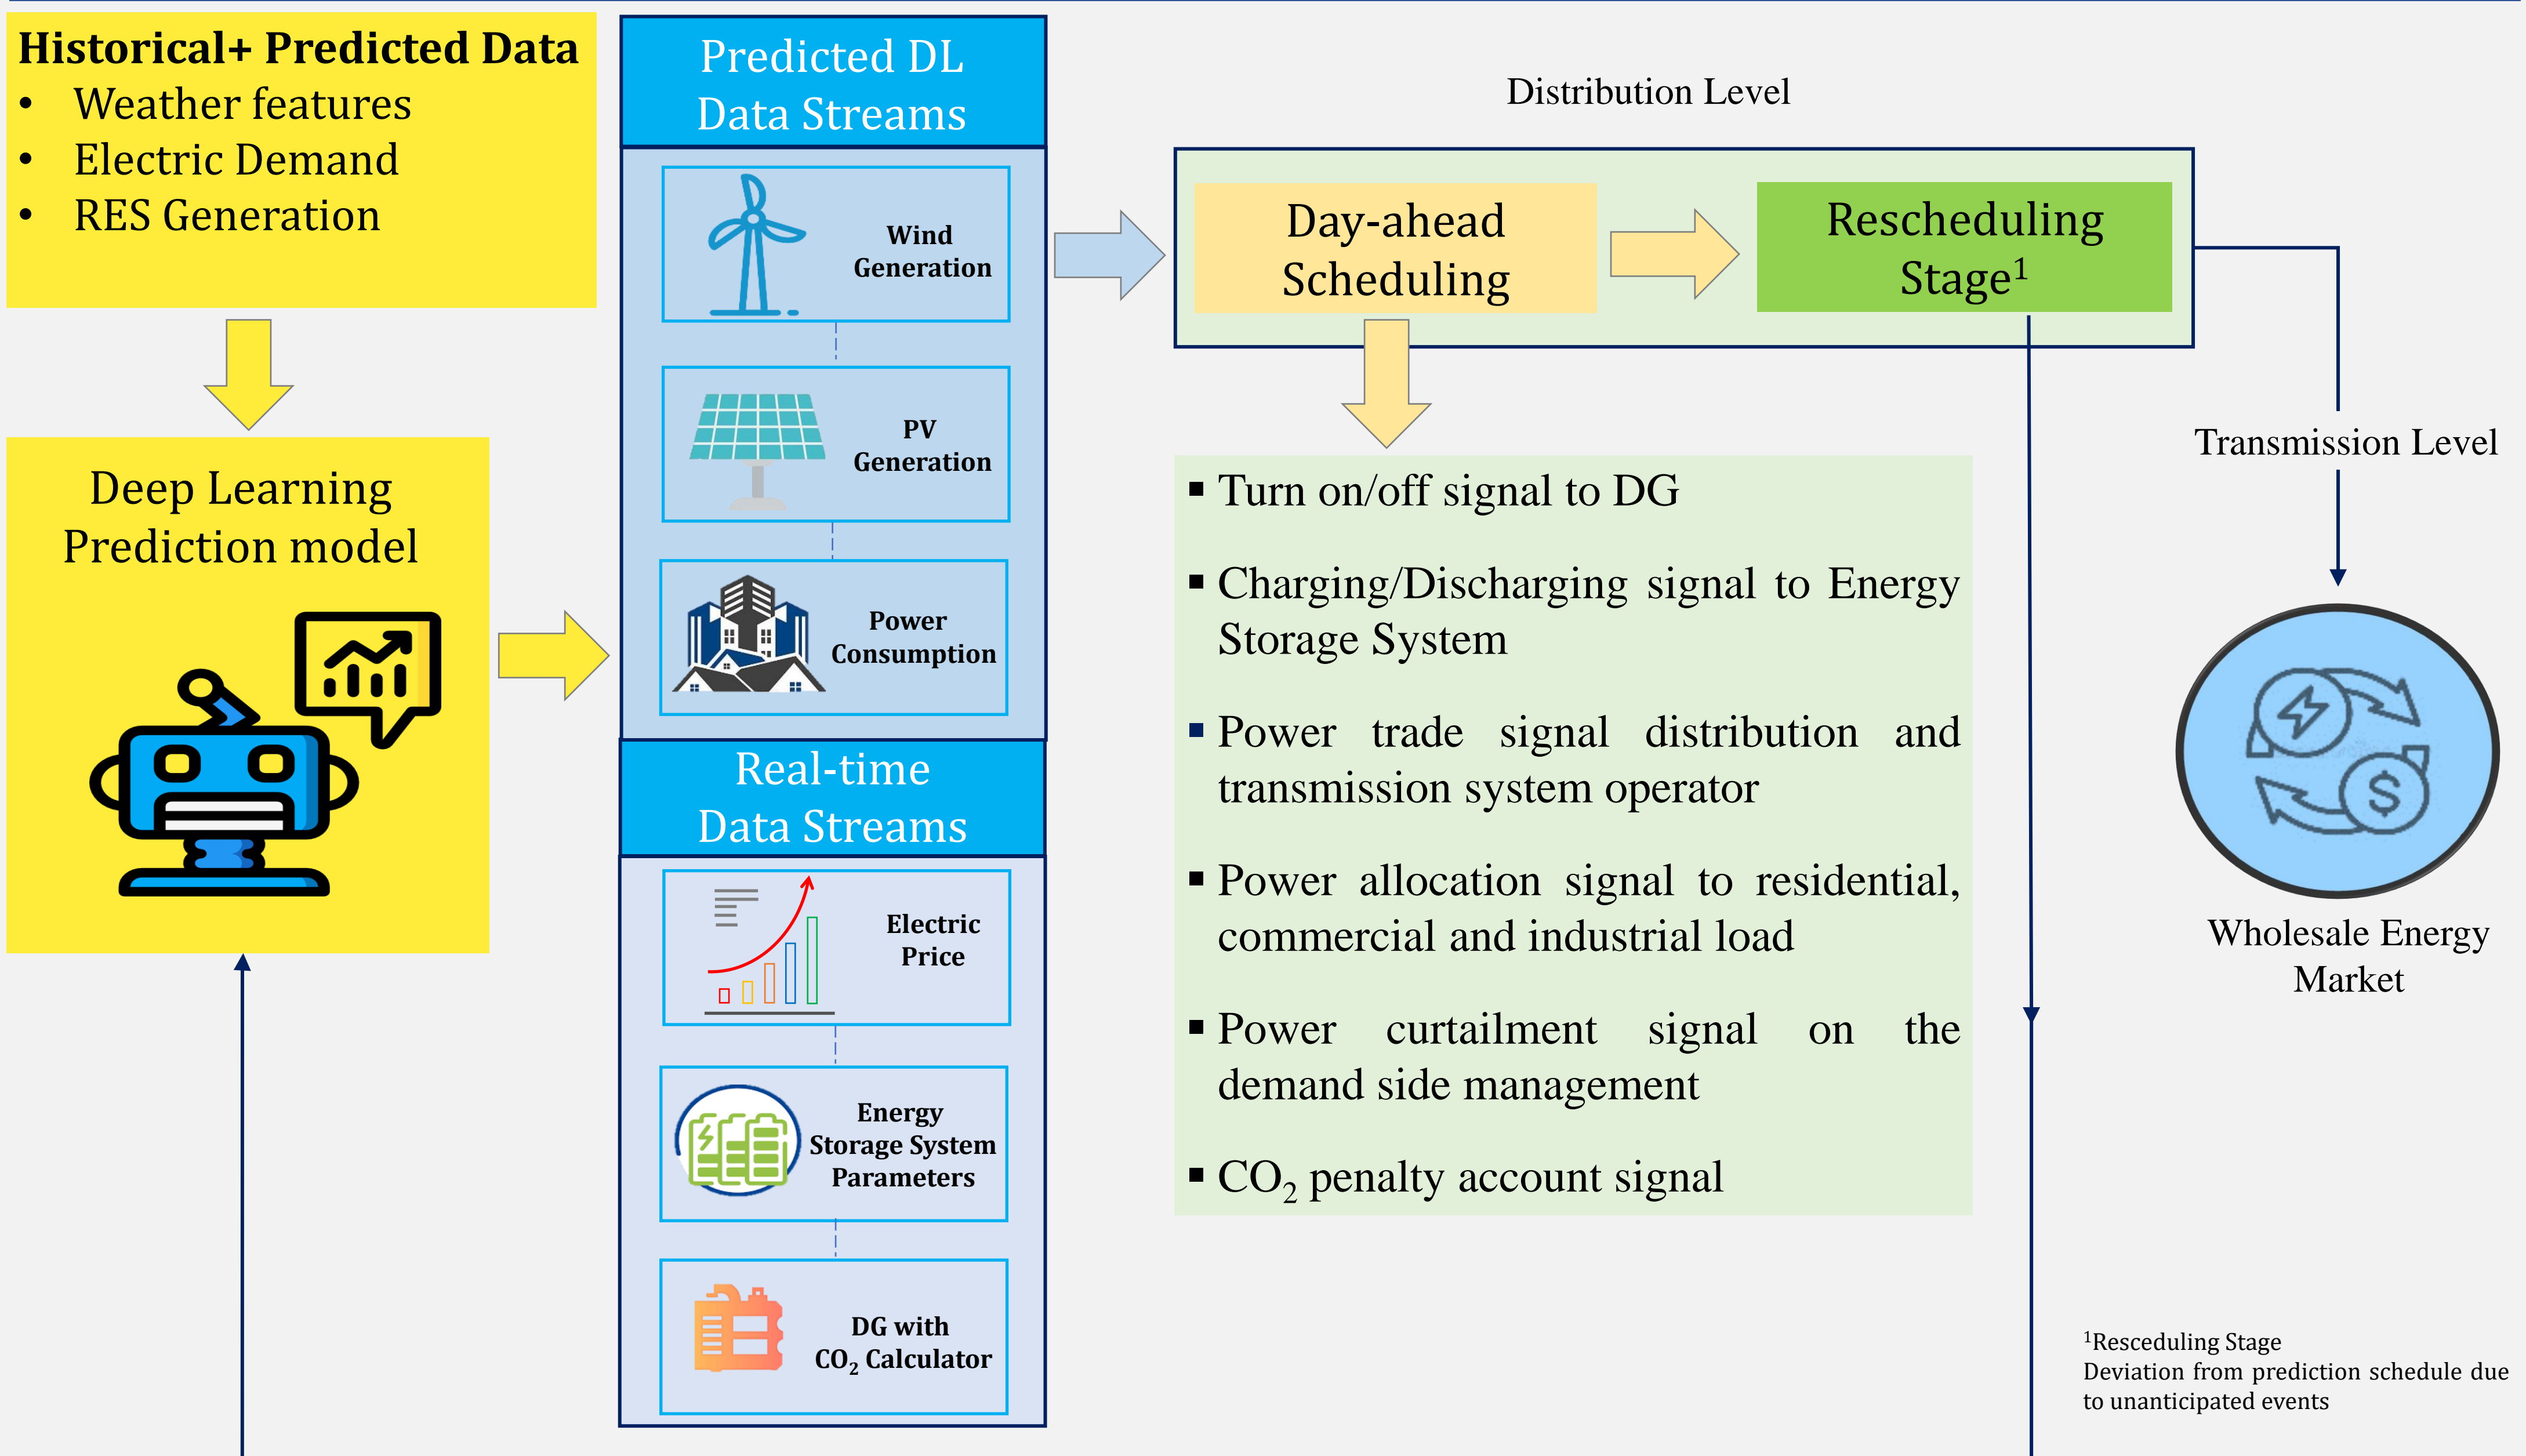 Historical+ Predicted Data
• Weather features
• Electric Demand
• RES Generation
Deep Learning
Prediction model
Predicted DL
Data Streams
Wind
Generation
PV
Generation
Power
Consumption
Real-time
Data Streams
Electric
Price
Energy
Storage System
Parameters
DG with
CO₂ Calculator
Distribution Level
Day-ahead
Scheduling
Rescheduling
Stage¹
▪ Turn on/off signal to DG
▪ Charging/Discharging signal to Energy
Storage System
▪ Power trade signal distribution and
transmission system operator
▪ Power allocation signal to residential,
commercial and industrial load
▪ Power curtailment signal on the
demand side management
▪ CO₂ penalty account signal
Transmission Level
$
Wholesale Energy
Market
¹Resceduling Stage
Deviation from prediction schedule due
to unanticipated events